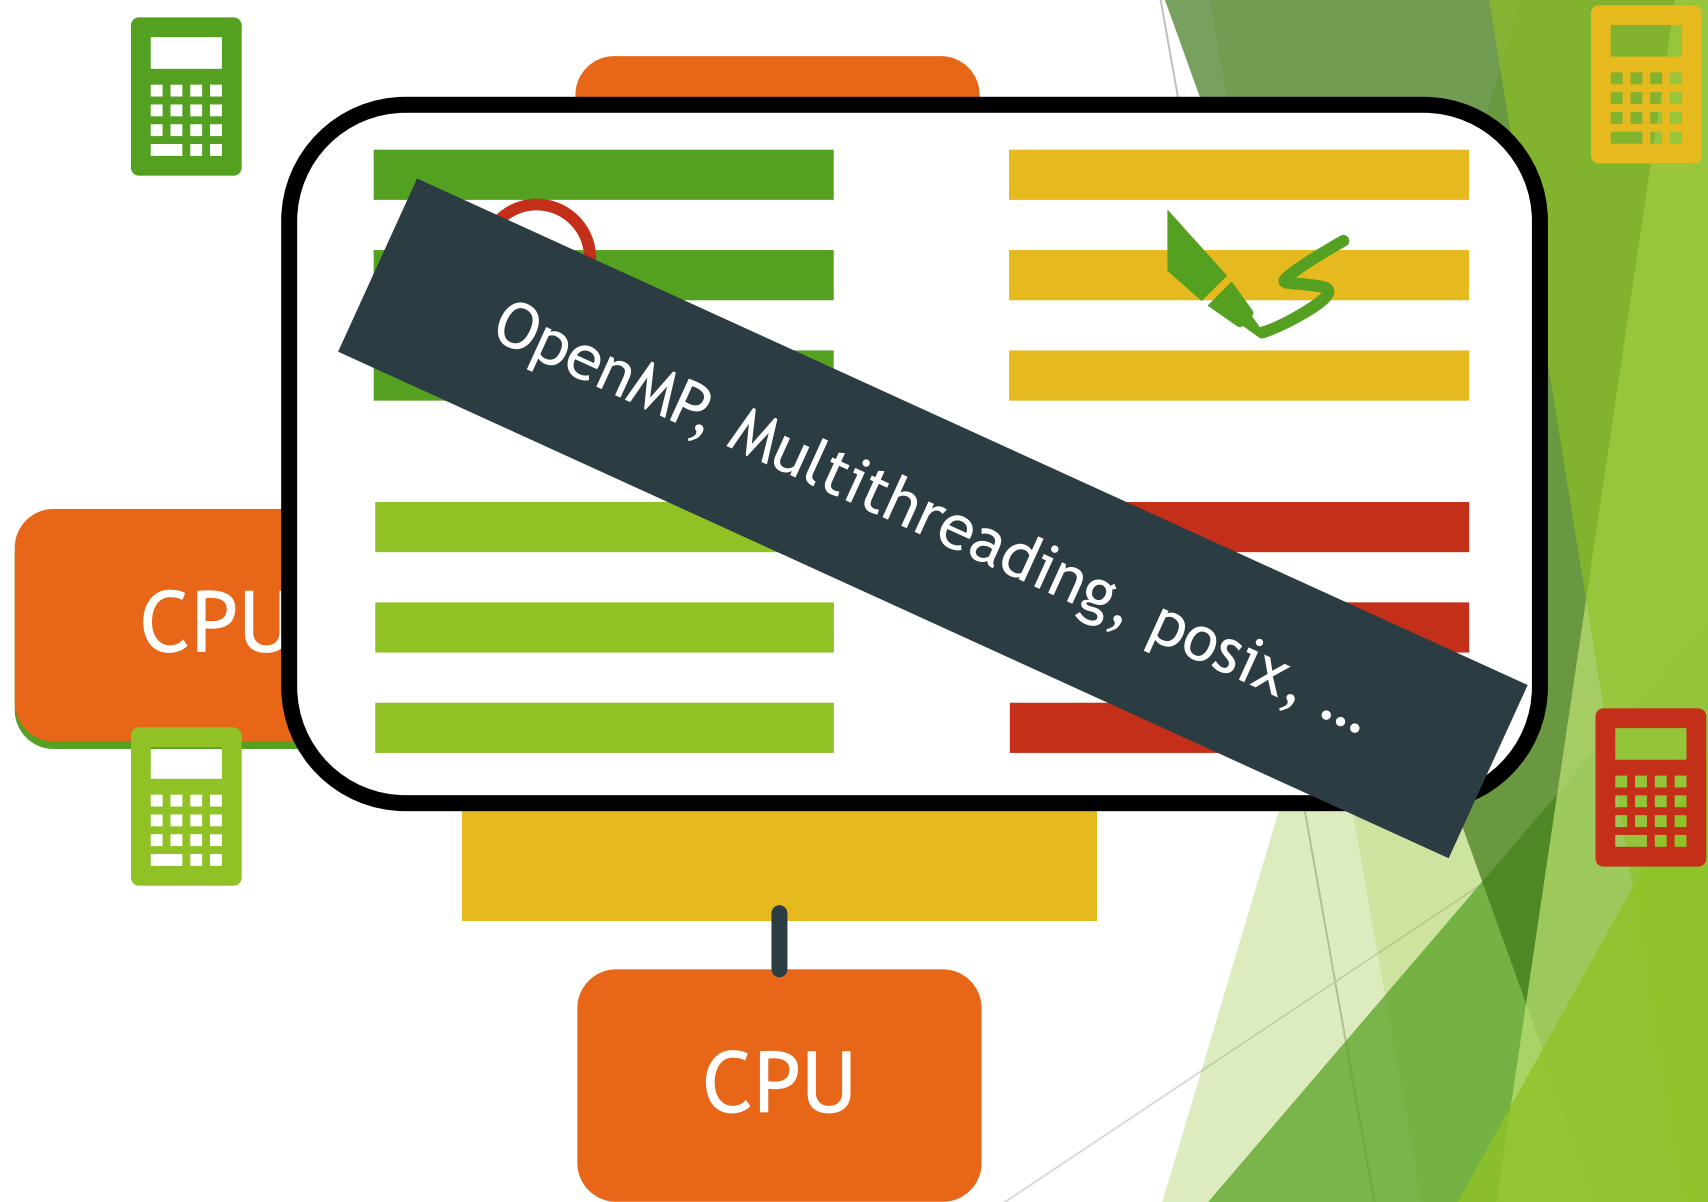 OpenMP, Multithreading, posix, …
CPU
CPU